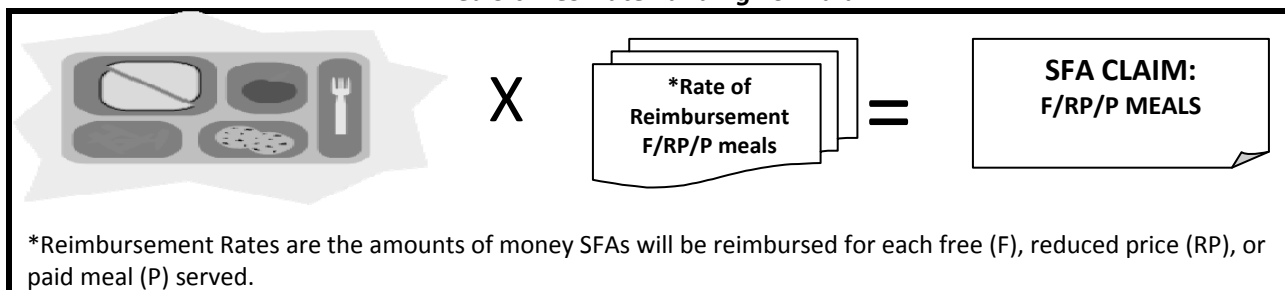 X
*Rate of
Reimbursement
F/RP/P meals
=
SFA CLAIM:
F/RP/P MEALS
*Reimbursement Rates are the amounts of money SFAs will be reimbursed for each free (F), reduced price (RP), or
paid meal (P) served.